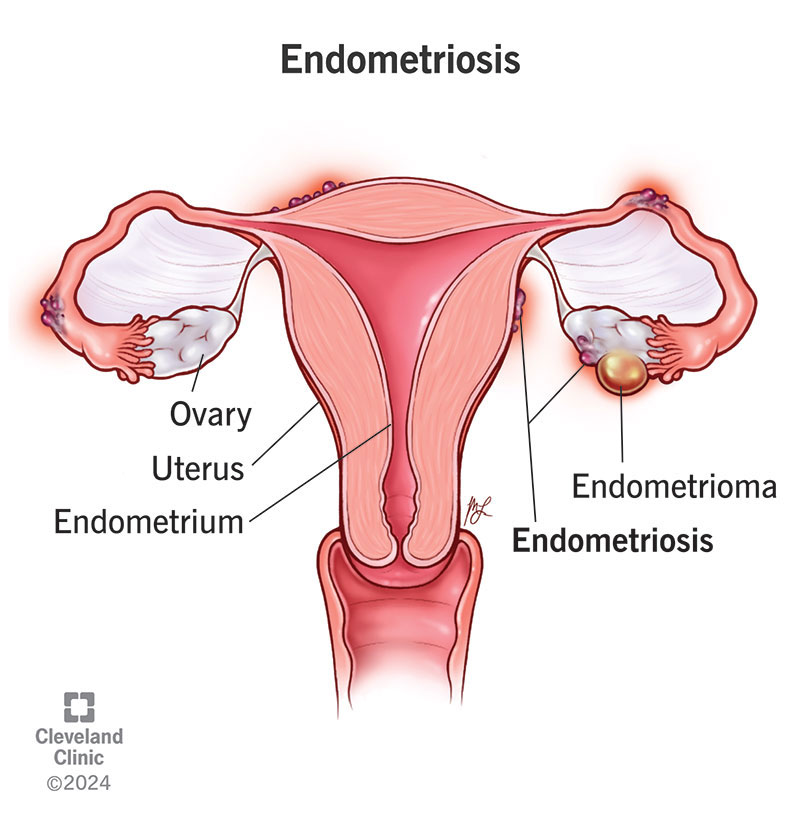 Endometriosis
Ovary
Uterus
Endometrium
Endometrioma
Endometriosis
Cleveland
Clinic
©2024